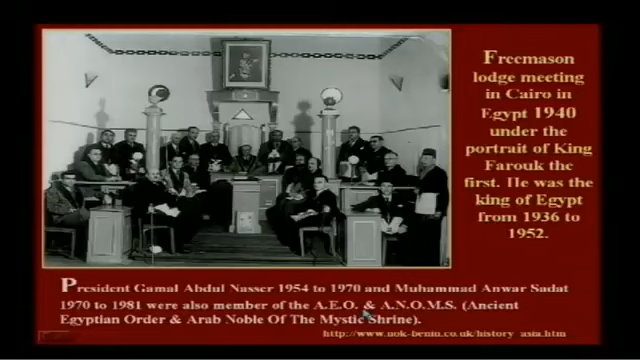 Freemason
lodge meeting
in Cairo in
Egypt 1940
under the
portrait of King
Farouk the
first. He was the
king of Egypt
from 1936 to
1952.
President Gamal Abdul Nasser 1954 to 1970 and Muhammad Anwar Sadat
1970 to 1981 were also member of the A.E.O. & A.N.O.M.S. (Ancient
Egyptian Order & Arab Noble Of The Mystic Shrine).
http://www.uok-benin.co.uk/history_asta.htm